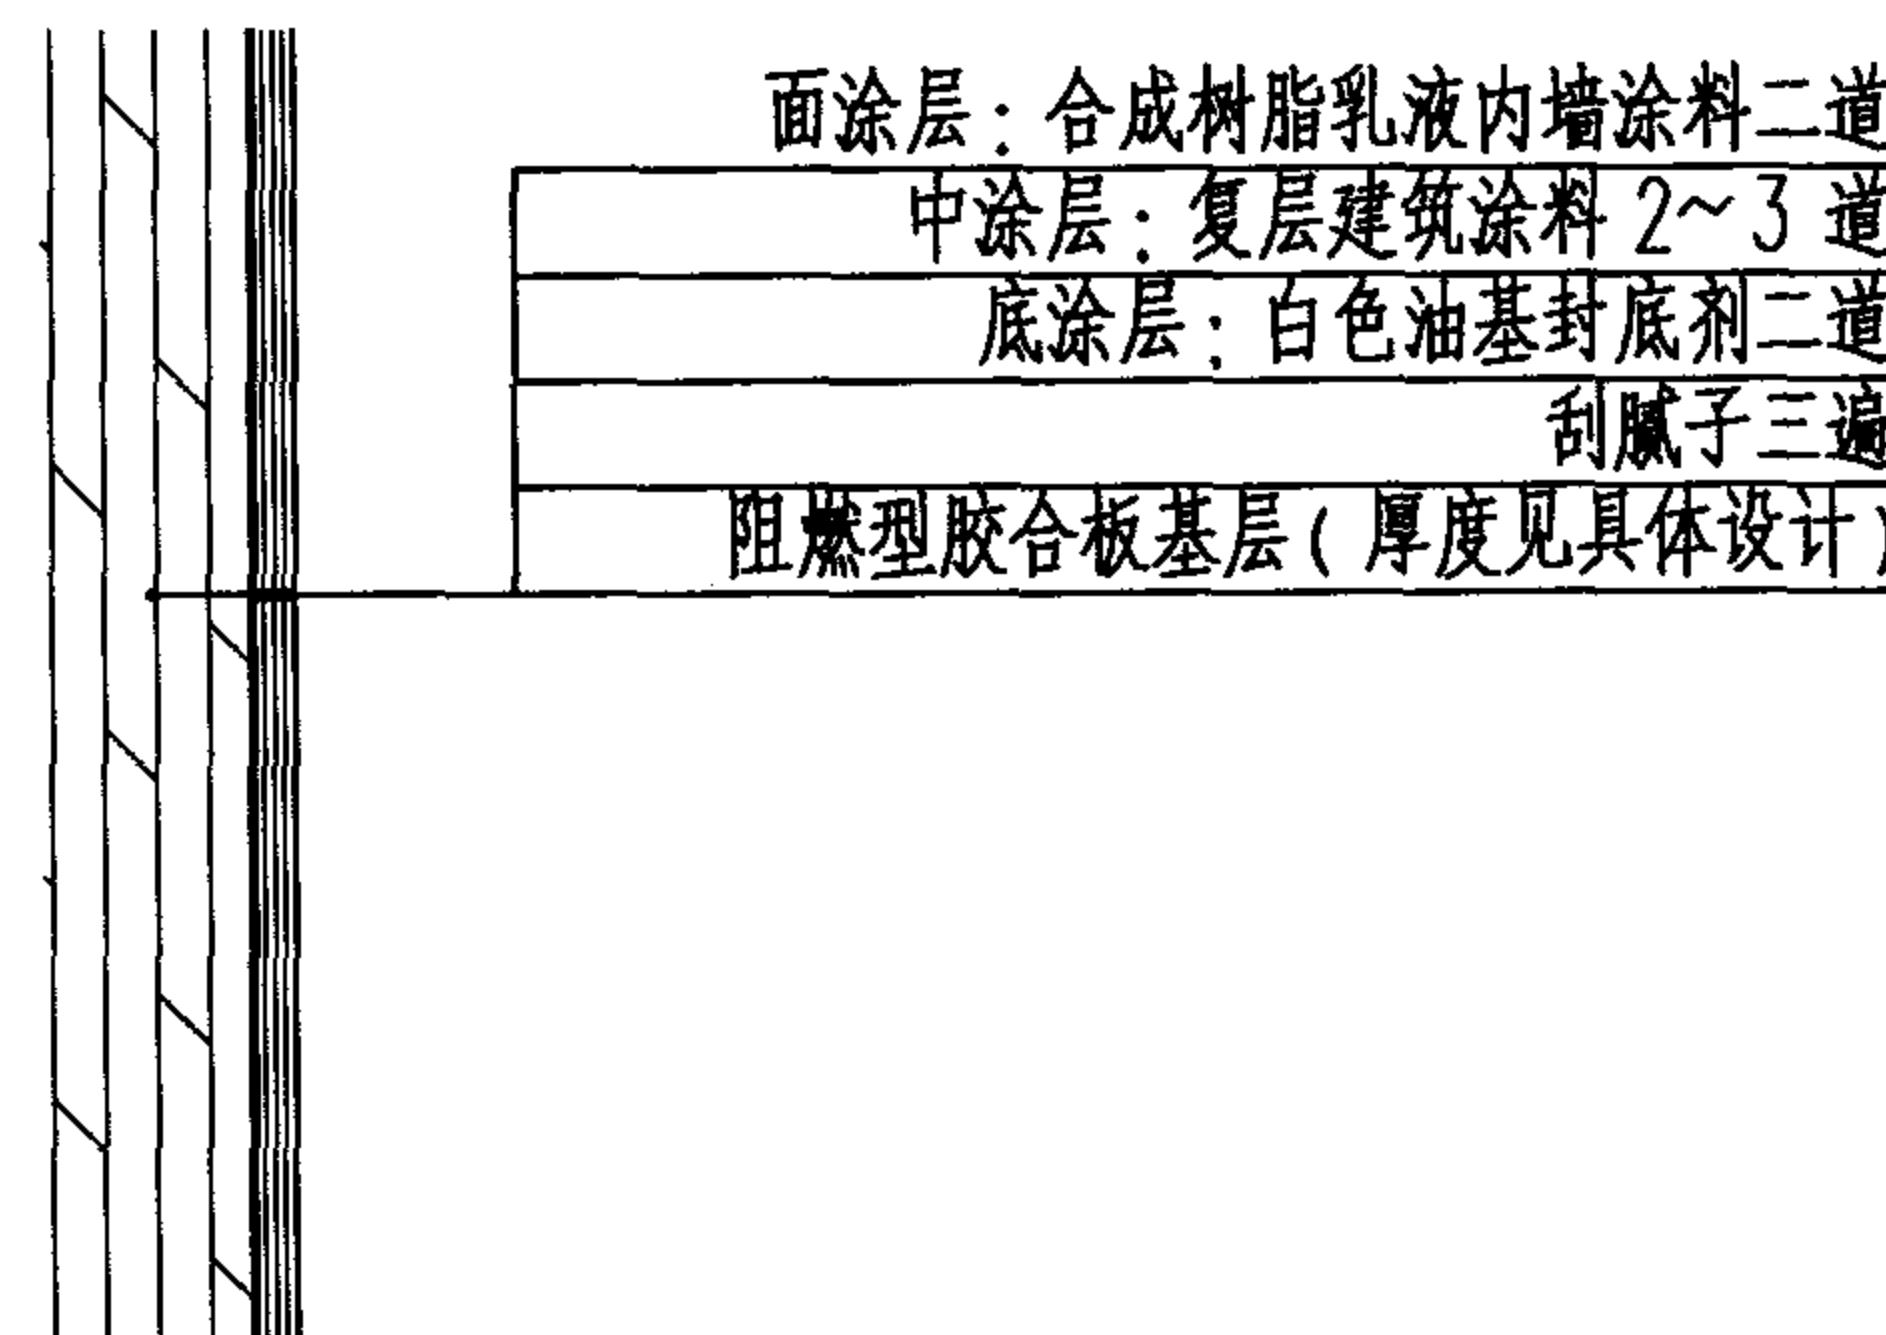 面涂层：合成树脂乳液内墙涂料二道
中涂层：复层建筑涂料 2~3 道
底涂层：白色油基封底剂二道
刮腻子三遍
阻燃型胶合板基层(厚度见具体设计)